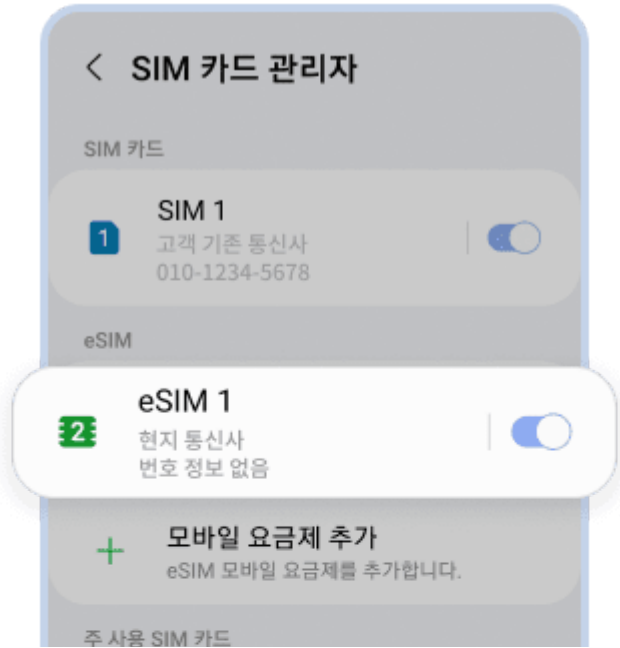 SIM 카드 관리자
SIM 카드
1
SIM 1
고객 기존 통신사
010-1234-5678
eSIM
2
eSIM 1
현지 통신사
번호 정보 없음
모바일 요금제 추가
eSIM 모바일 요금제를 추가합니다.
주 사용 SIM 카드